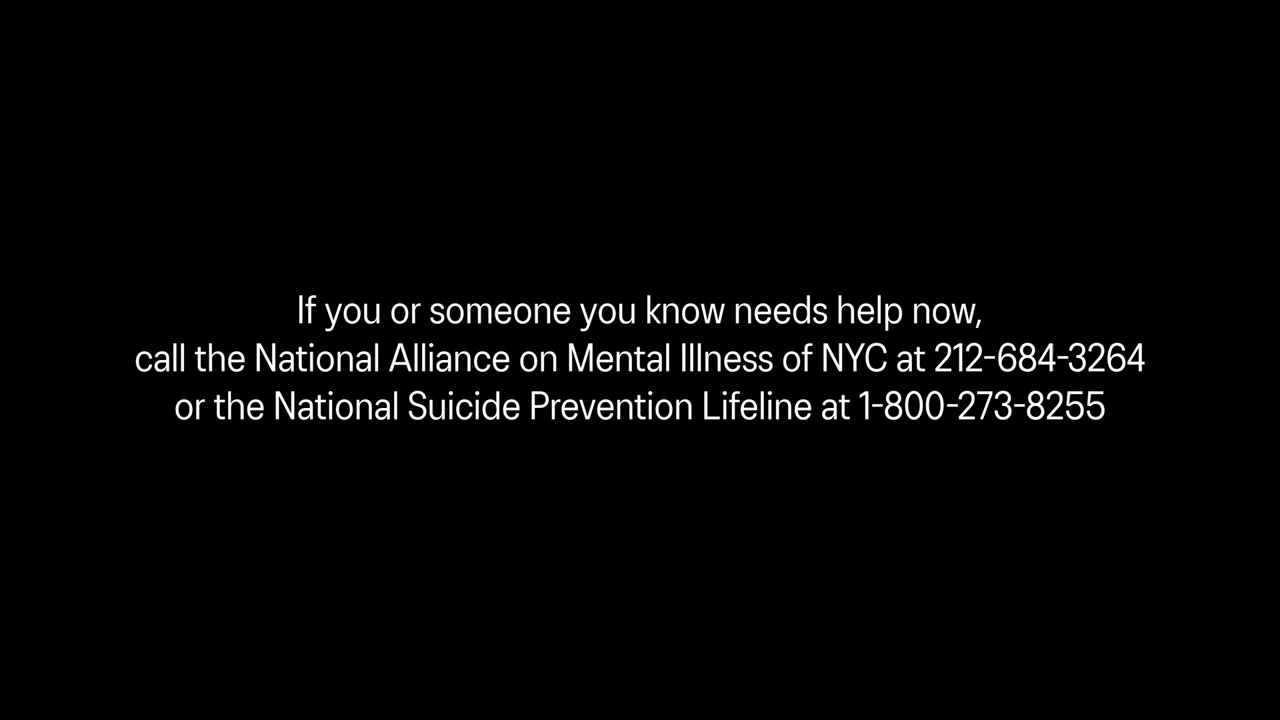 If you or someone you know needs help now,
call the National Alliance on Mental Illness of NYC at 212-684-3264
or the National Suicide Prevention Lifeline at 1-800-273-8255